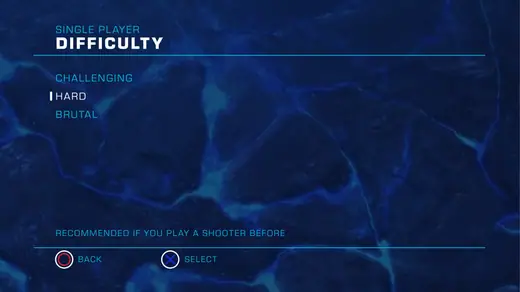 SINGLE PLAYER
DIFFICULTY
CHALLENGING
HARD
BRUTAL
RECOMMENDED IF YOU PLAY A SHOOTER BEFORE
BACK
SELECT